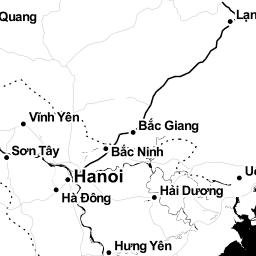 Quang
Lạn
Vĩnh Yên
Bắc Giang
Sơn Tây
Bắc Ninh
Hanoi
Hà Đông
Hải Dương
Hưng Yên